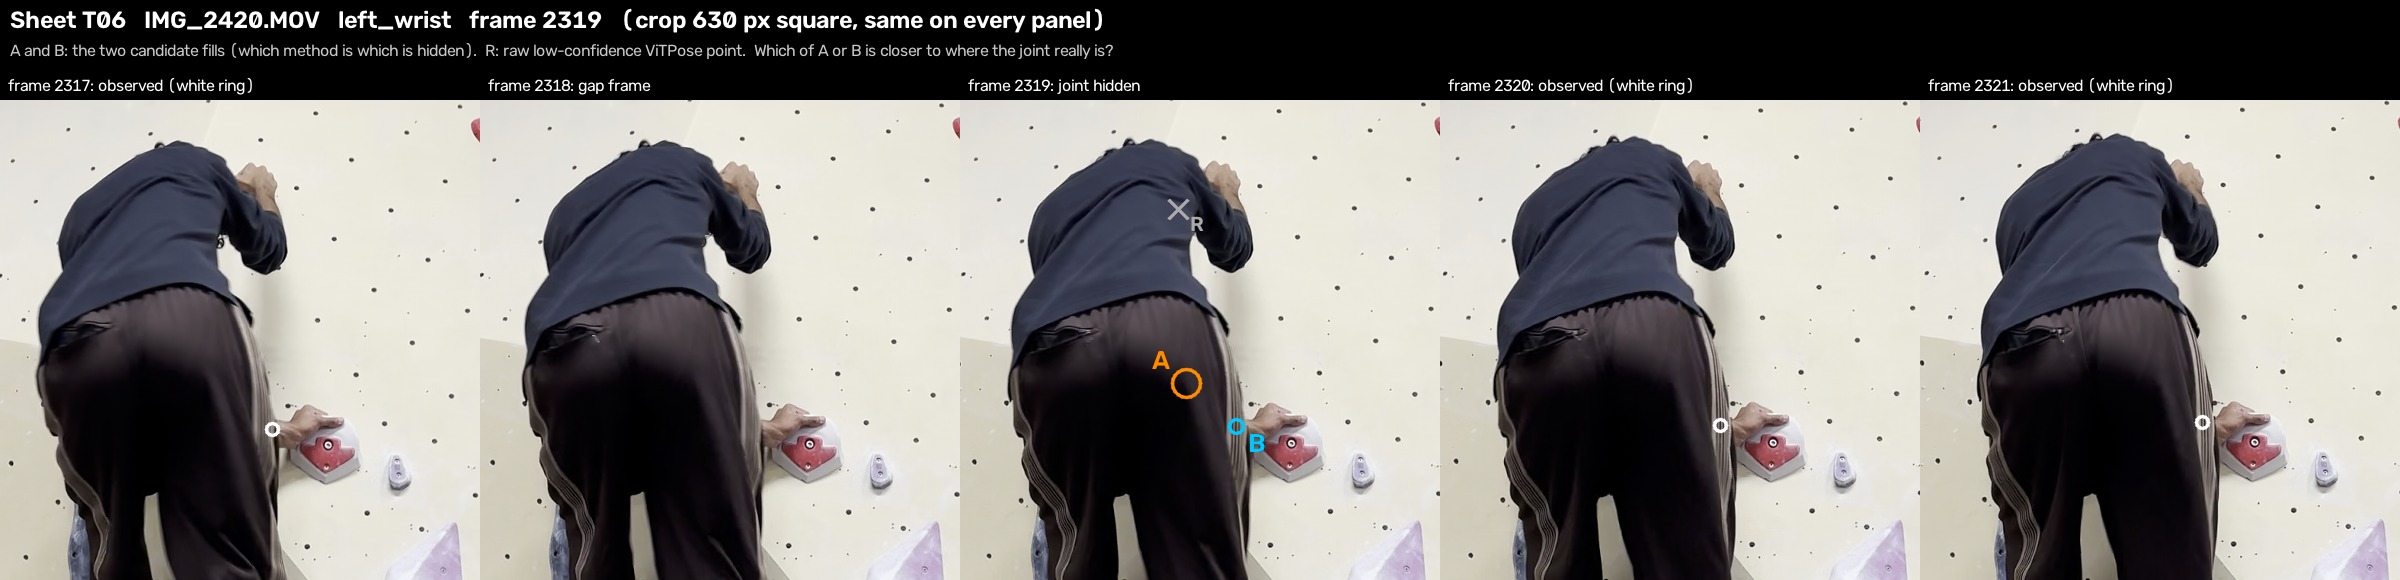 Sheet T06 IMG_2420.MOV left_wrist frame 2319 (crop 630 px square, same on every panel)
A and B: the two candidate fills (which method is which is hidden). R: raw low-confidence ViTPose point. Which of A or B is closer to where the joint really is?
frame 2317: observed (white ring)
frame 2318: gap frame
frame 2319: joint hidden
frame 2320: observed (white ring)
frame 2321: observed (white ring)
R
A
B